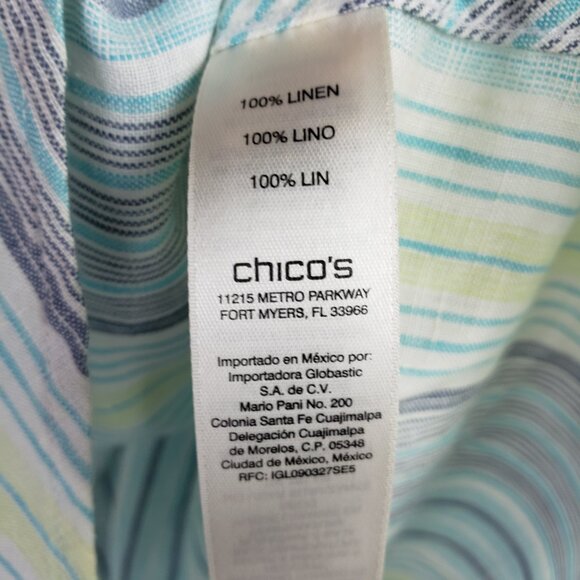 100% LINEN
100% LINO
100% LIN
chico's
11215 METRO PARKWAY
FORT MYERS, FL 33966
Importado en México por:
Importadora Globastic
S.A. de C.V.
Mario Pani No. 200
Colonia Santa Fe Cuajimalpa
Delegación Cuajimalpa
de Morelos, C.P. 05348
Ciudad de México, México
RFC: IGL090327SE5